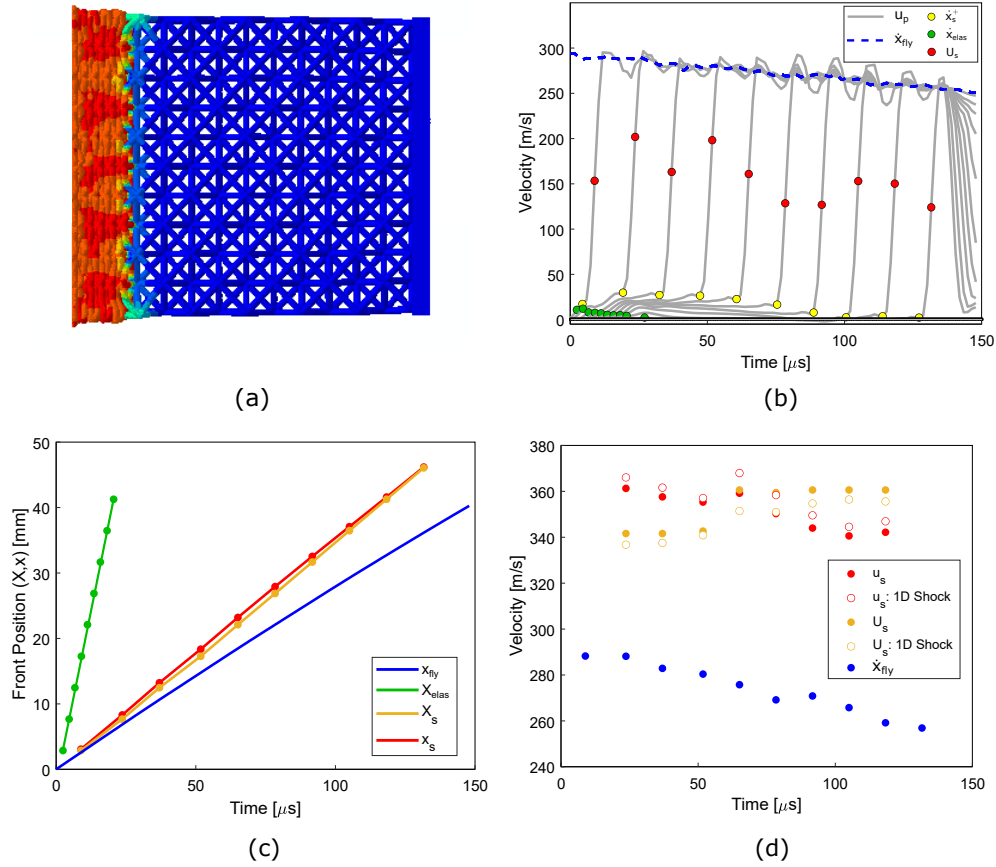 u_p
ẋ_fly
ẋ_s^+
ẋ_elas
U_s
300
250
200
150
100
50
0
Velocity [m/s]
0
50
100
150
Time [μs]
(a)
(b)
50
40
30
20
10
0
Front Position (X,x) [mm]
x_fly
X_elas
X_s
x_s
0
50
100
150
Time [μs]
380
360
340
320
300
280
260
240
Velocity [m/s]
u_s
u_s: 1D Shock
U_s
U_s: 1D Shock
ẋ_fly
0
50
100
150
Time [μs]
(c)
(d)